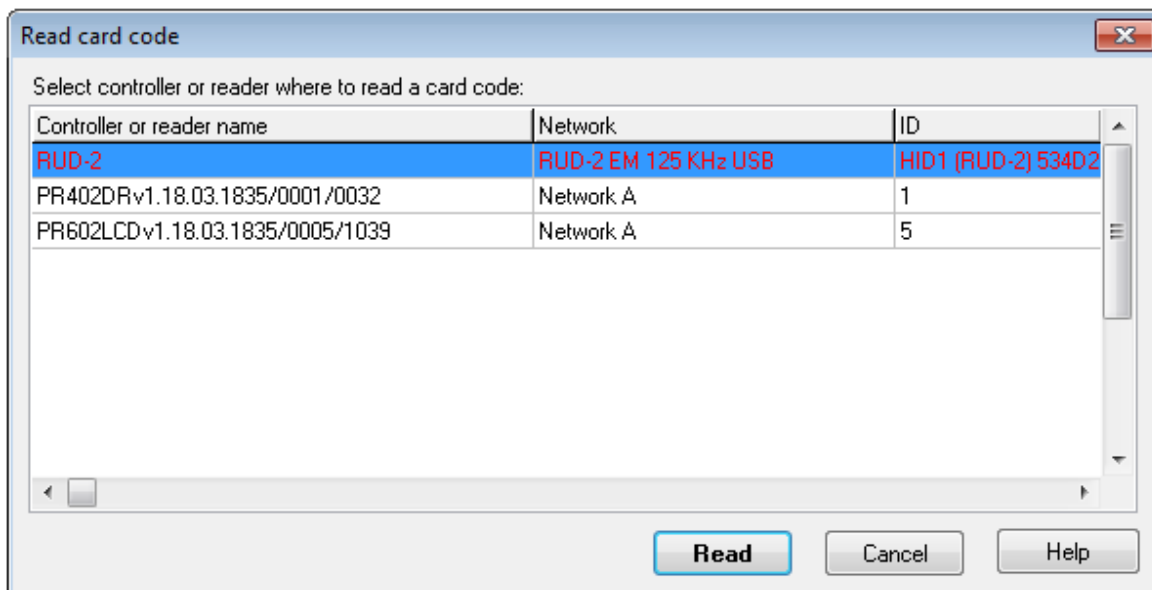 Read card code
Select controller or reader where to read a card code:
Controller or reader name Network ID
RUD-2 RUD-2 EM 125 KHz USB HID1 (RUD-2) 534D2
PR402DRv1.18.03.1835/0001/0032 Network A 1
PR602LCDv1.18.03.1835/0005/1039 Network A 5
Read Cancel Help